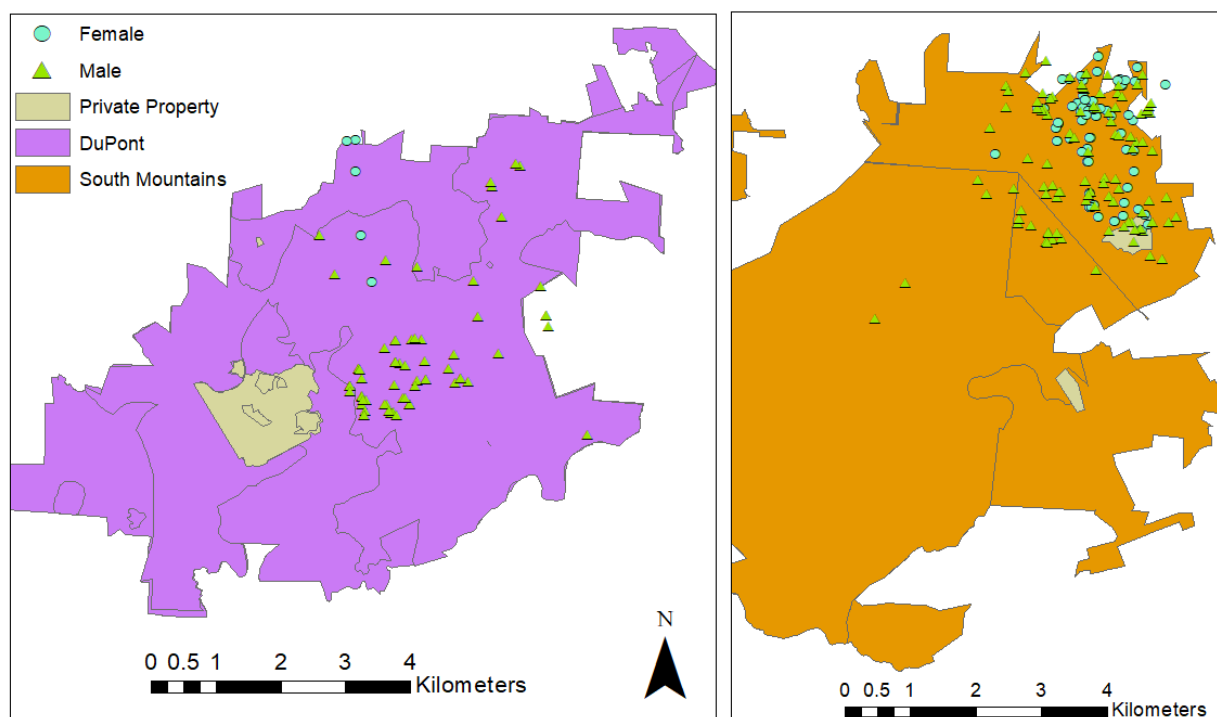 Female
Male
Private Property
DuPont
South Mountains
N
0 0.5 1 2 3 4
Kilometers
0 0.5 1 2 3 4
Kilometers